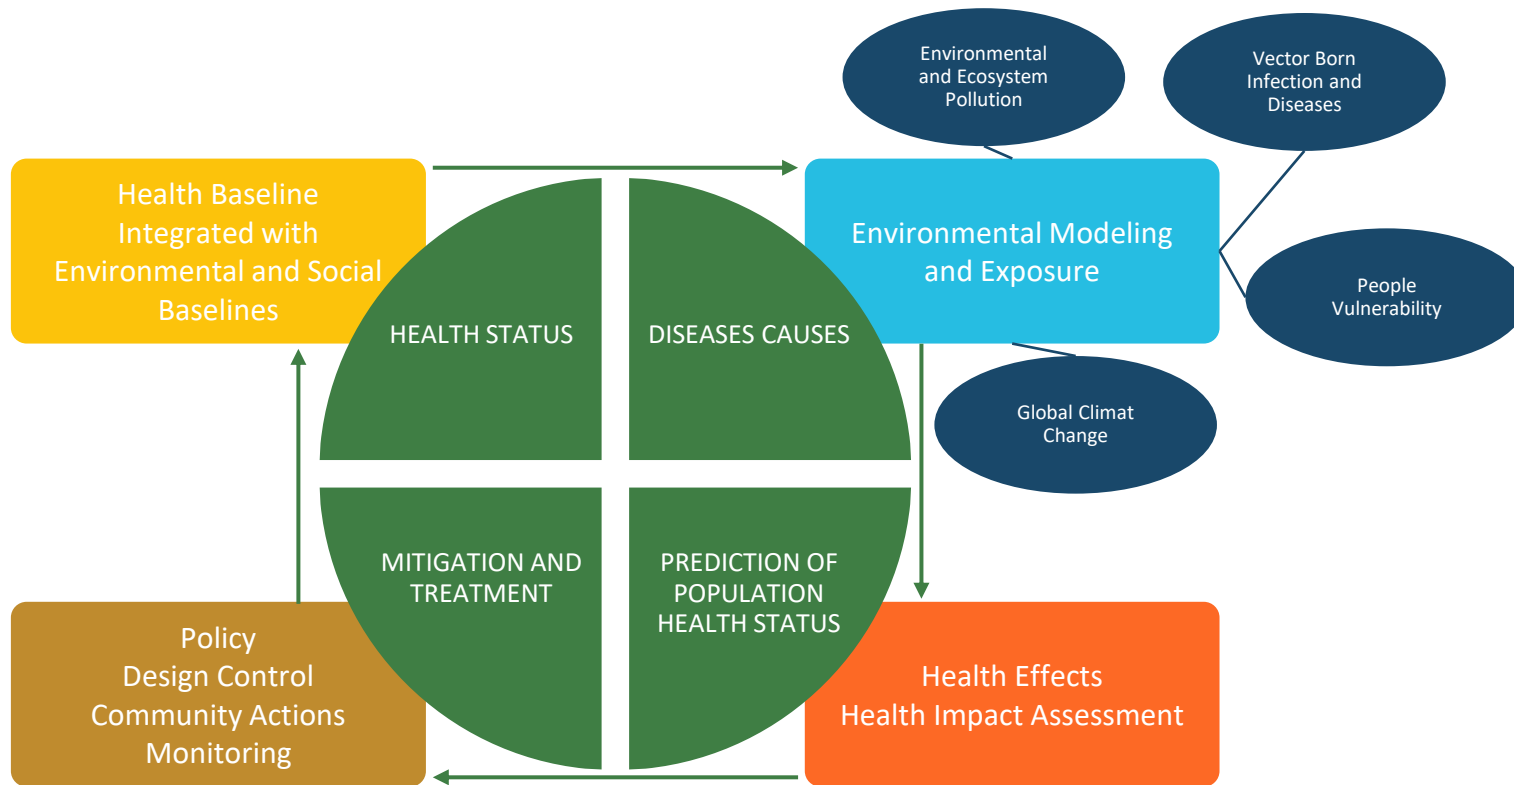 Environmental
and Ecosystem
Pollution
Vector Born
Infection and
Diseases
Health Baseline
Integrated with
Environmental and Social
Baselines
Environmental Modeling
and Exposure
People
Vulnerability
HEALTH STATUS
DISEASES CAUSES
Global Climat
Change
MITIGATION AND
TREATMENT
PREDICTION OF
POPULATION
HEALTH STATUS
Policy
Design Control
Community Actions
Monitoring
Health Effects
Health Impact Assessment